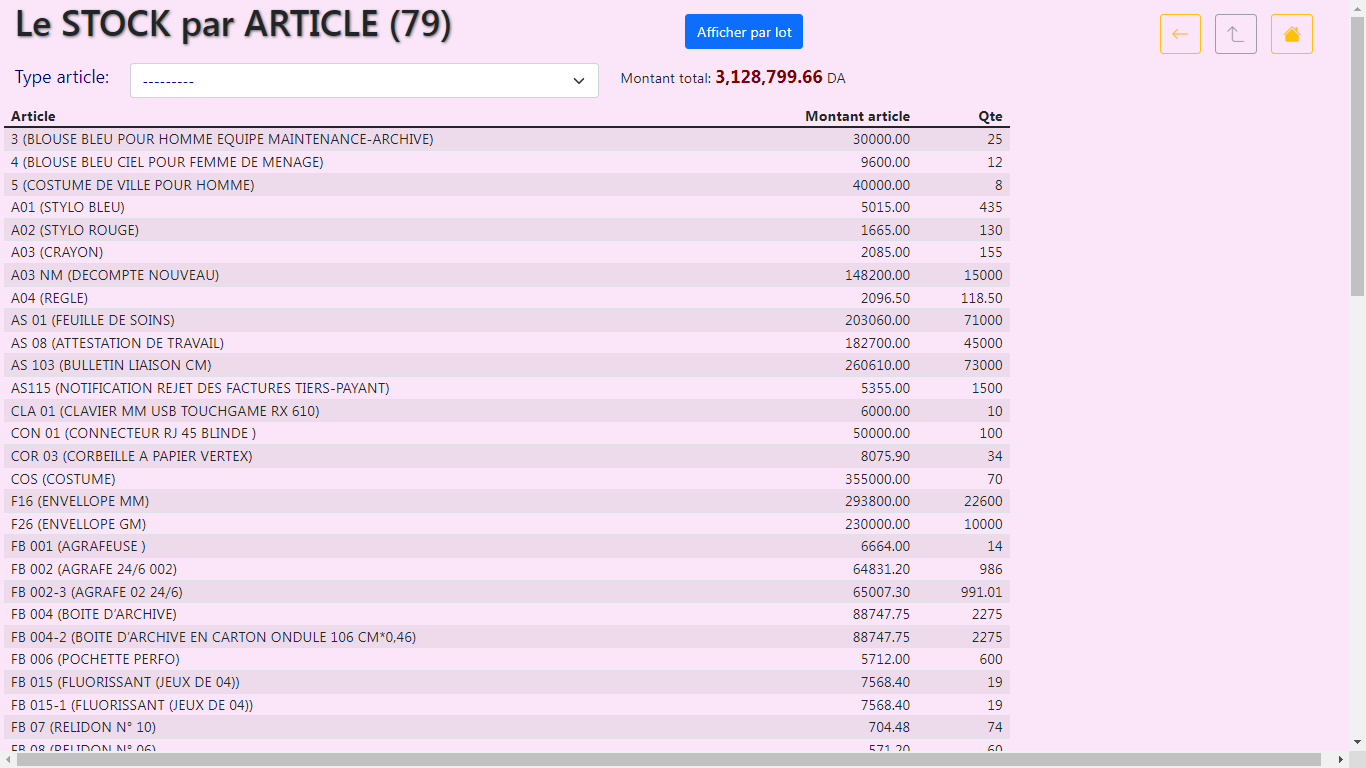 Le STOCK par ARTICLE (79)
Afficher par lot
Type article: --------- Montant total: 3,128,799.66 DA
Article Montant article Qte
3 (BLOUSE BLEU POUR HOMME EQUIPE MAINTENANCE-ARCHIVE) 30000.00 25
4 (BLOUSE BLEU CIEL POUR FEMME DE MENAGE) 9600.00 12
5 (COSTUME DE VILLE POUR HOMME) 40000.00 8
A01 (STYLO BLEU) 5015.00 435
A02 (STYLO ROUGE) 1665.00 130
A03 (CRAYON) 2085.00 155
A03 NM (DECOMPTE NOUVEAU) 148200.00 15000
A04 (REGLE) 2096.50 118.50
AS 01 (FEUILLE DE SOINS) 203060.00 71000
AS 08 (ATTESTATION DE TRAVAIL) 182700.00 45000
AS 103 (BULLETIN LIAISON CM) 260610.00 73000
AS115 (NOTIFICATION REJET DES FACTURES TIERS-PAYANT) 5355.00 1500
CLA 01 (CLAVIER MM USB TOUCHGAME RX 610) 6000.00 10
CON 01 (CONNECTEUR RJ 45 BLINDE ) 50000.00 100
COR 03 (CORBEILLE A PAPIER VERTEX) 8075.90 34
COS (COSTUME) 355000.00 70
F16 (ENVELLOPE MM) 293800.00 22600
F26 (ENVELLOPE GM) 230000.00 10000
FB 001 (AGRAFEUSE ) 6664.00 14
FB 002 (AGRAFE 24/6 002) 64831.20 986
FB 002-3 (AGRAFE 02 24/6) 65007.30 991.01
FB 004 (BOITE D'ARCHIVE) 88747.75 2275
FB 004-2 (BOITE D'ARCHIVE EN CARTON ONDULE 106 CM*0,46) 88747.75 2275
FB 006 (POCHETTE PERFO) 5712.00 600
FB 015 (FLUORISSANT (JEUX DE 04)) 7568.40 19
FB 015-1 (FLUORISSANT (JEUX DE 04)) 7568.40 19
FB 07 (RELIDON N° 10) 704.48 74
FB 08 (RELIDON N° 06) 571.20 60